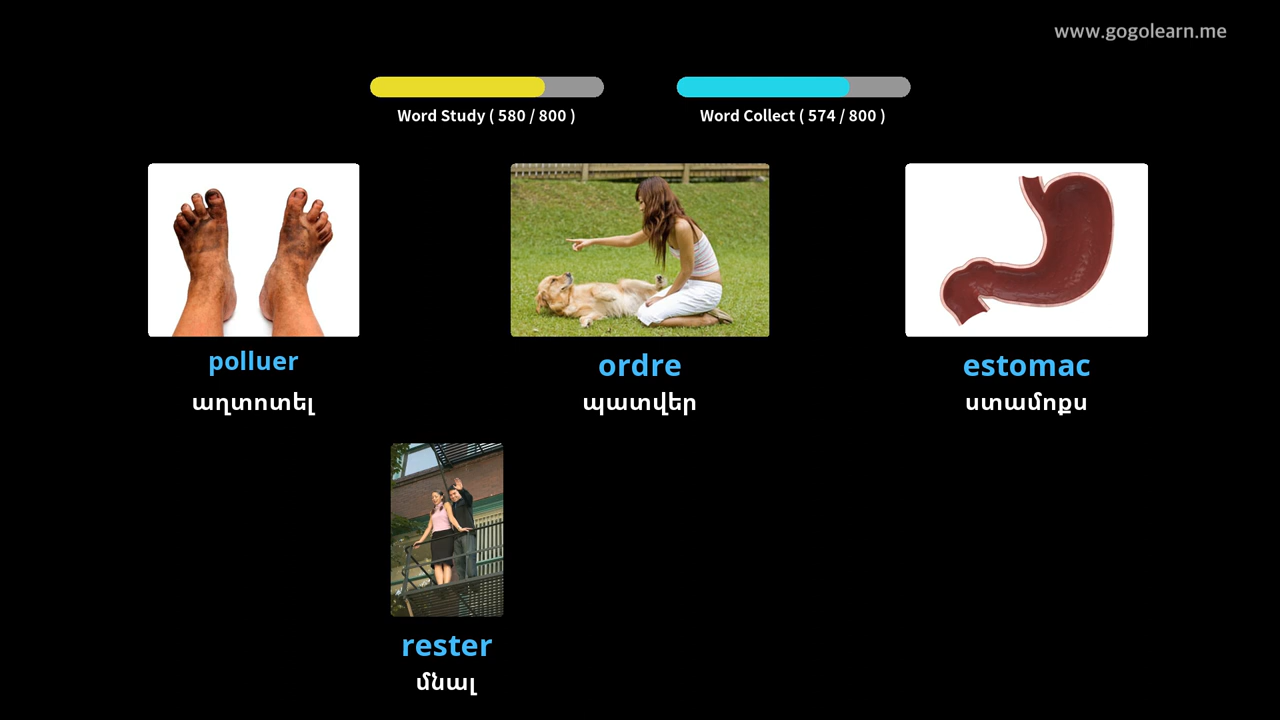 www.gogolearn.me
Word Study ( 580 / 800 )
Word Collect ( 574 / 800 )
polluer
ordre
estomac
աղտոտել
պատվեր
ստամոքս
rester
մնալ